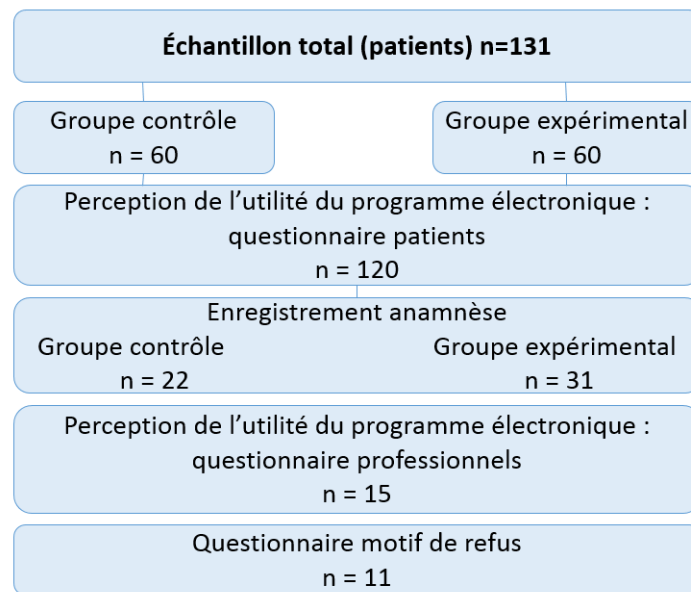 Échantillon total (patients) n=131
Groupe contrôle
n = 60
Groupe expérimental
n = 60
Perception de l’utilité du programme électronique :
questionnaire patients
n = 120
Enregistrement anamnèse
Groupe contrôle
n = 22
Groupe expérimental
n = 31
Perception de l’utilité du programme électronique :
questionnaire professionnels
n = 15
Questionnaire motif de refus
n = 11